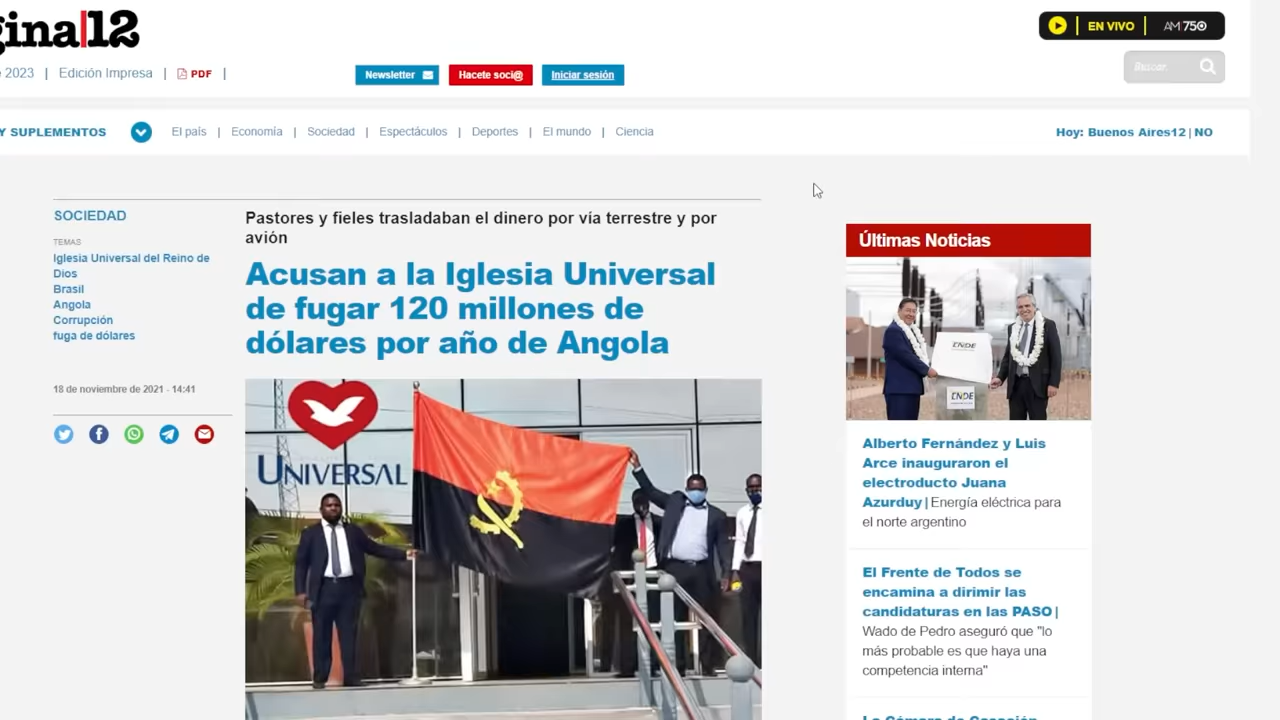 gina|12
EN VIVO
AM750
2023 | Edición Impresa | PDF |
Newsletter
Hacete soci@
Iniciar sesión
Buscar
Y SUPLEMENTOS
El país | Economía | Sociedad | Espectáculos | Deportes | El mundo | Ciencia
Hoy: Buenos Aires12 | NO
SOCIEDAD
TEMAS
Iglesia Universal del Reino de
Dios
Brasil
Angola
Corrupción
fuga de dólares
18 de noviembre de 2021 - 14:41
Pastores y fieles trasladaban el dinero por vía terrestre y por
avión
Acusan a la Iglesia Universal
de fugar 120 millones de
dólares por año de Angola
UNIVERSAL
Últimas Noticias
ENDE
ENDE
Alberto Fernández y Luis
Arce inauguraron el
electroducto Juana
Azurduy | Energía eléctrica para
el norte argentino
El Frente de Todos se
encamina a dirimir las
candidaturas en las PASO |
Wado de Pedro aseguró que "lo
más probable es que haya una
competencia interna"
La Cámara de Casación